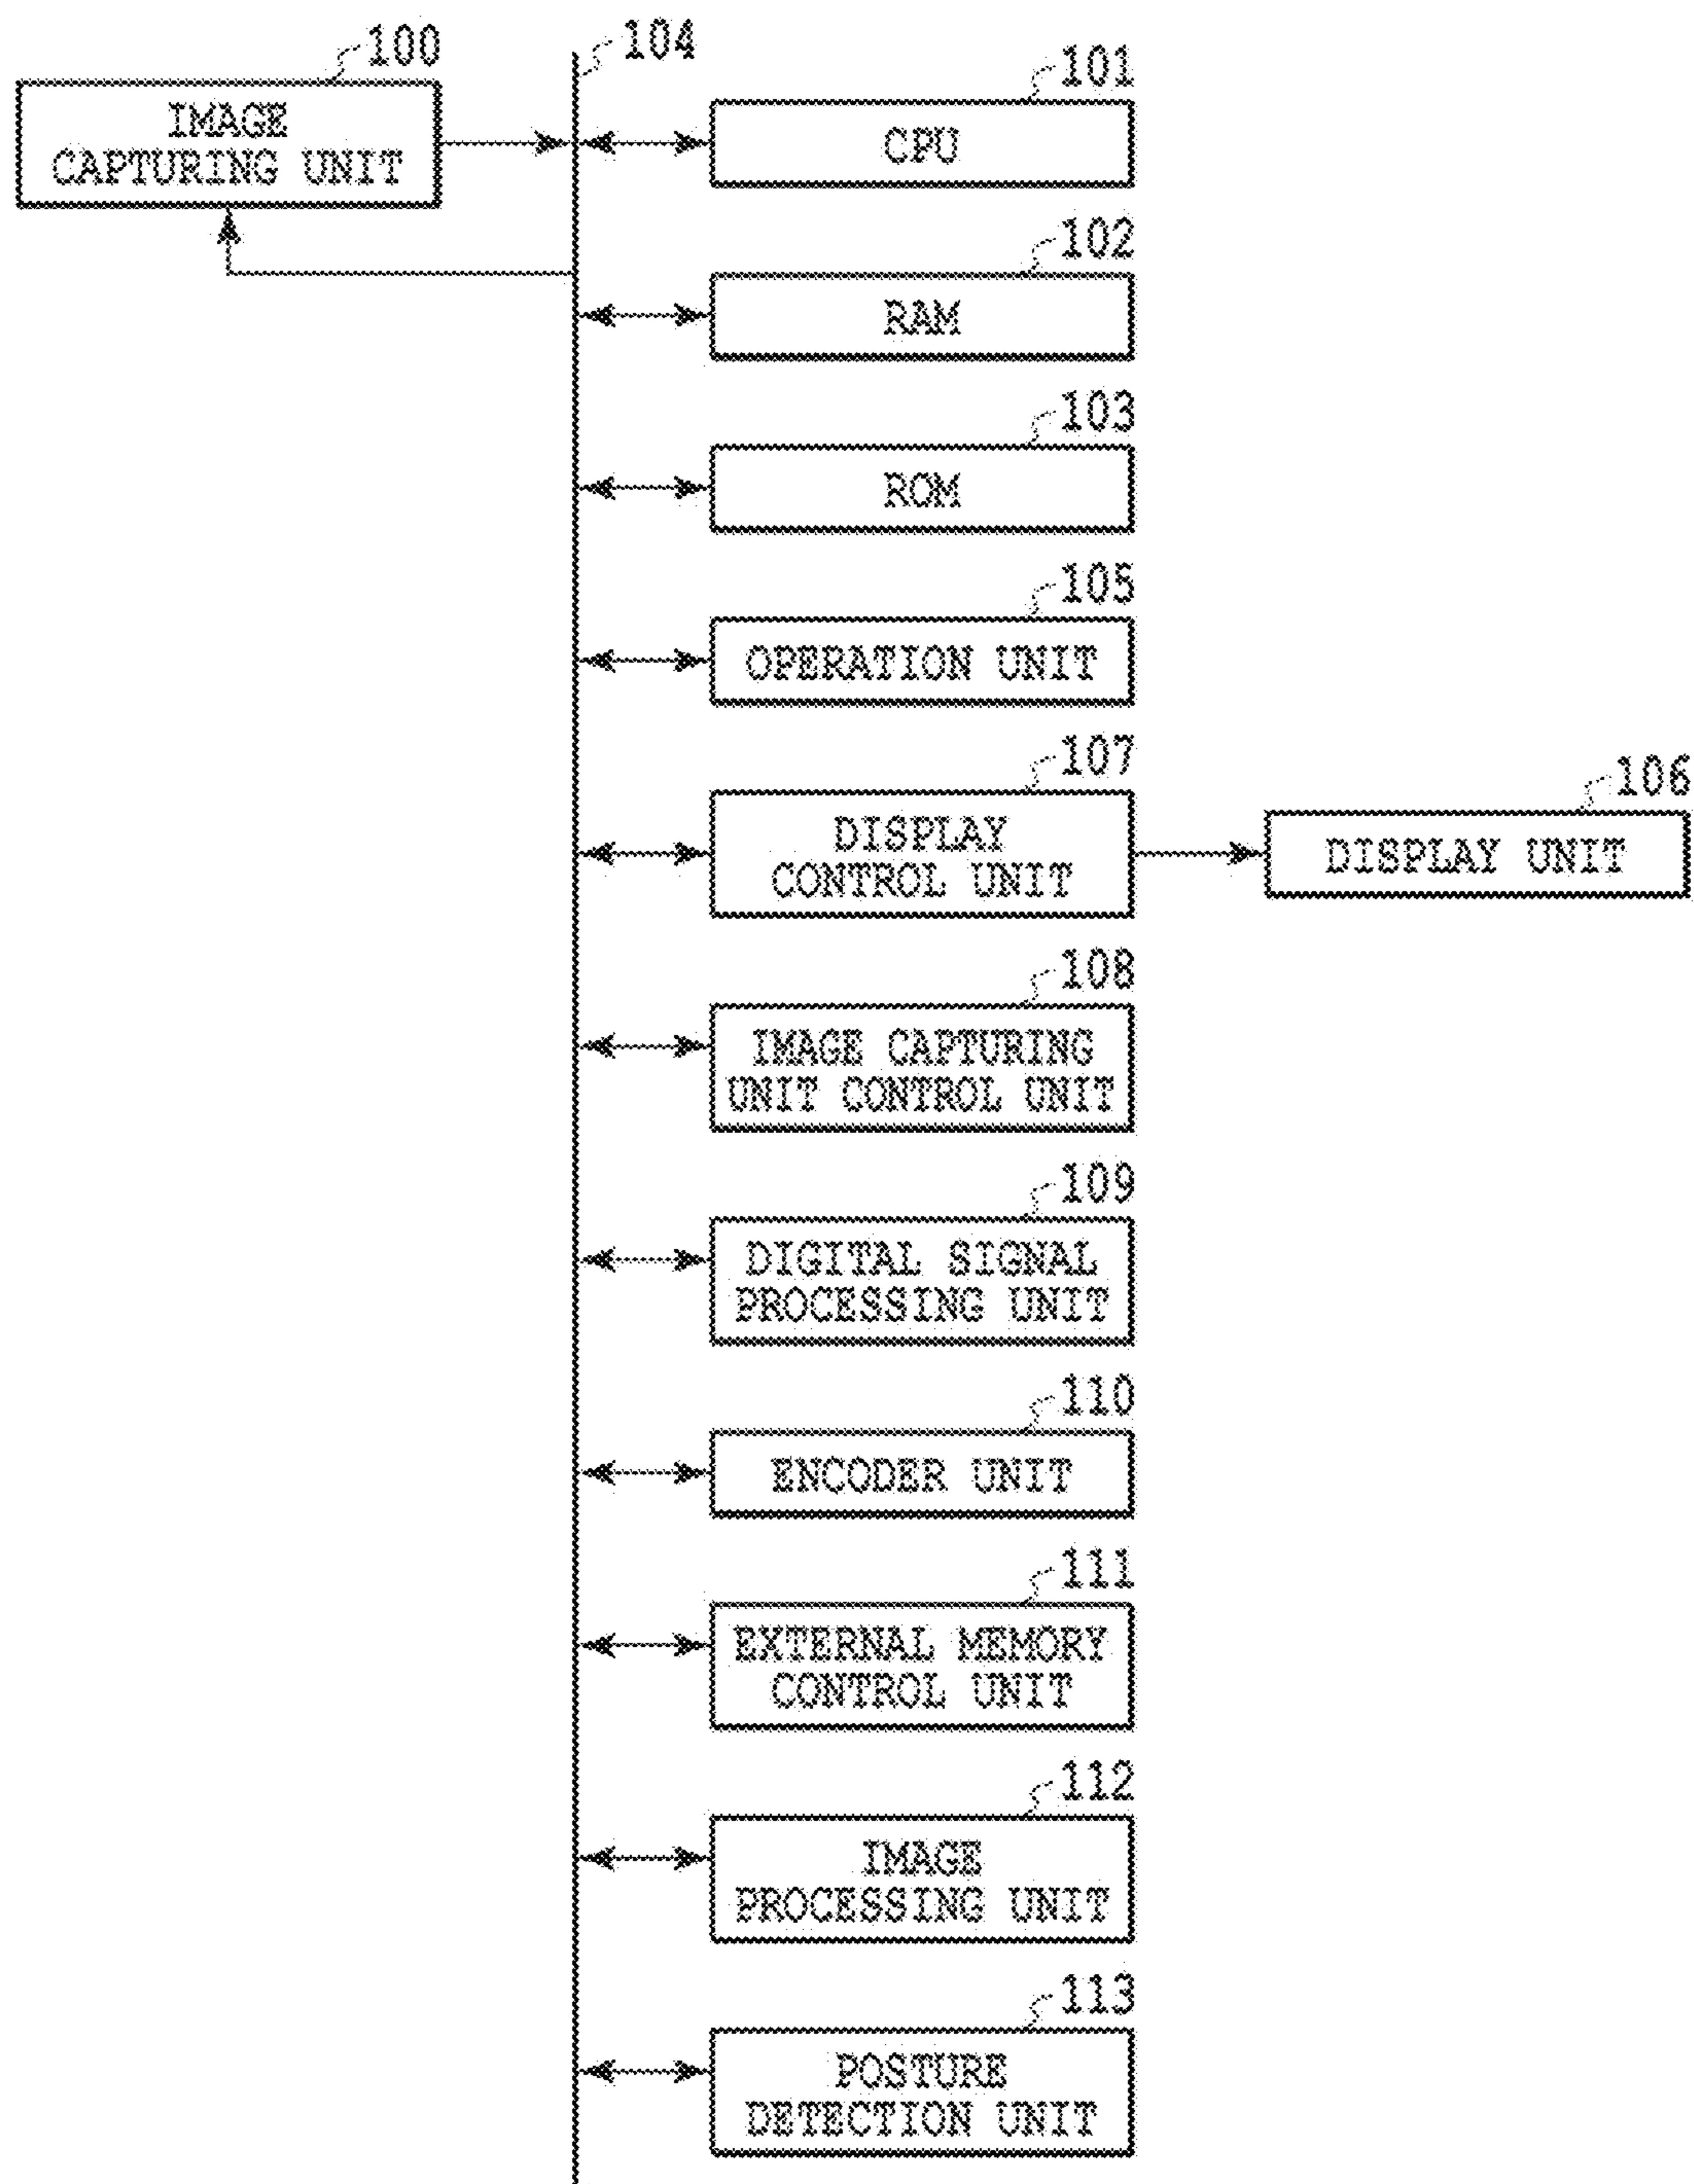 100
IMAGE
CAPTURING UNIT
104
101
CPU
102
RAM
103
ROM
105
OPERATION UNIT
107
DISPLAY
CONTROL UNIT
106
DISPLAY UNIT
108
IMAGE CAPTURING
UNIT CONTROL UNIT
109
DIGITAL SIGNAL
PROCESSING UNIT
110
ENCODER UNIT
111
EXTERNAL MEMORY
CONTROL UNIT
112
IMAGE
PROCESSING UNIT
113
POSTURE
DETECTION UNIT